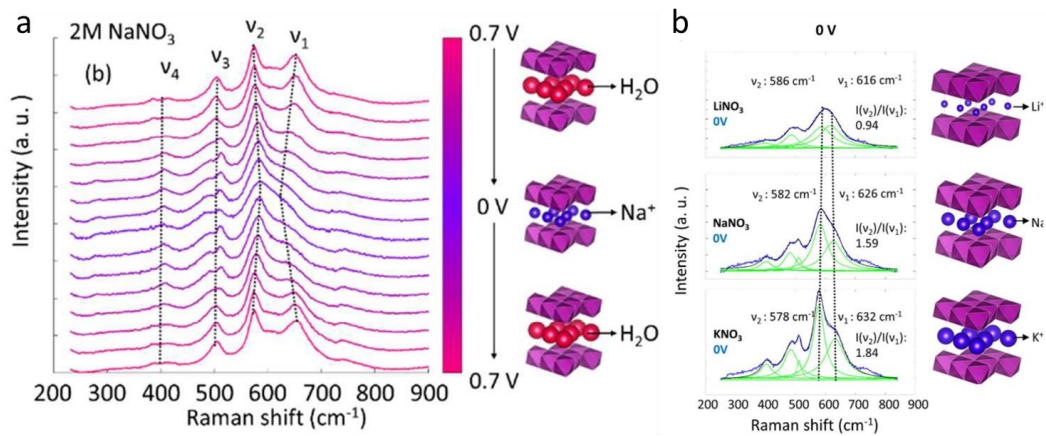 a
2M NaNO₃
(b)
ν₄
ν₃
ν₂
ν₁
Intensity (a. u.)
200 300 400 500 600 700 800 900
Raman shift (cm⁻¹)
0.7 V
0 V
0.7 V
H₂O
Na⁺
H₂O
b
0 V
ν₂ : 586 cm⁻¹
ν₁ : 616 cm⁻¹
LiNO₃
0V
I(ν₂)/I(ν₁):
0.94
Li⁺
ν₂ : 582 cm⁻¹
ν₁ : 626 cm⁻¹
NaNO₃
0V
I(ν₂)/I(ν₁):
1.59
Na
ν₂ : 578 cm⁻¹
ν₁ : 632 cm⁻¹
KNO₃
0V
I(ν₂)/I(ν₁):
1.84
K⁺
Intensity (a. u.)
200 300 400 500 600 700 800 900
Raman shift (cm⁻¹)